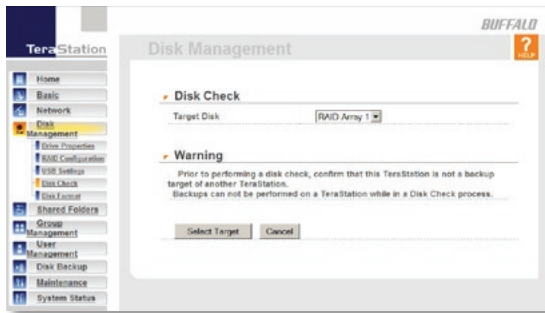 BUFFALO
TeraStation
Disk Management
?
HELP
Home
Basic
Network
Disk
Management
Drive Properties
RAID Configuration
USB Settings
Disk Check
Disk Format
Shared Folders
Group
Management
User
Management
Disk Backup
Maintenance
System Status
Disk Check
Target Disk
RAID Array 1
Warning
Prior to performing a disk check, confirm that this TeraStation is not a backup
target of another TeraStation.
Backups can not be performed on a TeraStation while in a Disk Check process.
Select Target
Cancel